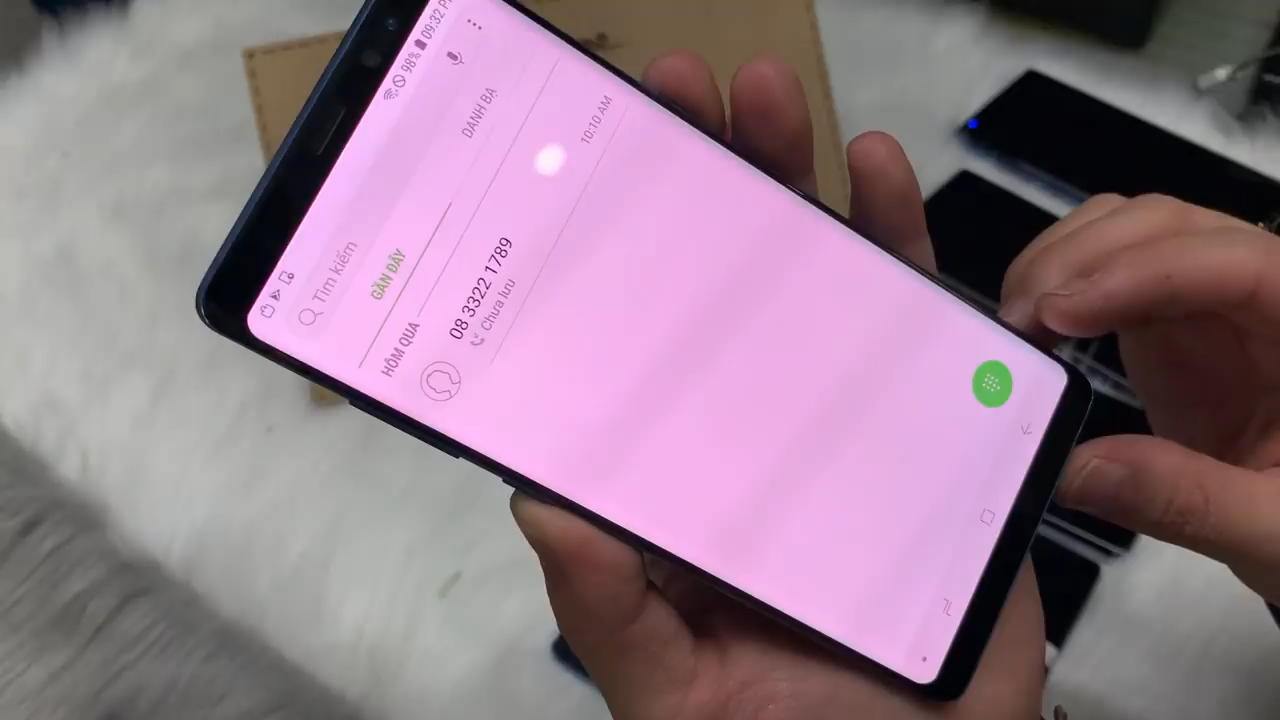 98% 09:32 P
Tìm kiếm
GẦN ĐÂY DANH BẠ
HÔM QUA
08 3322 1789 10:10 AM
Chưa lưu